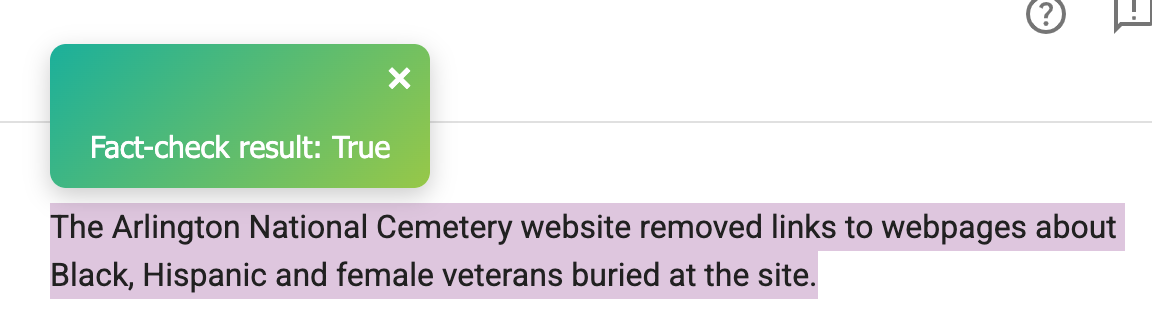 Fact-check result: True
The Arlington National Cemetery website removed links to webpages about
Black, Hispanic and female veterans buried at the site.